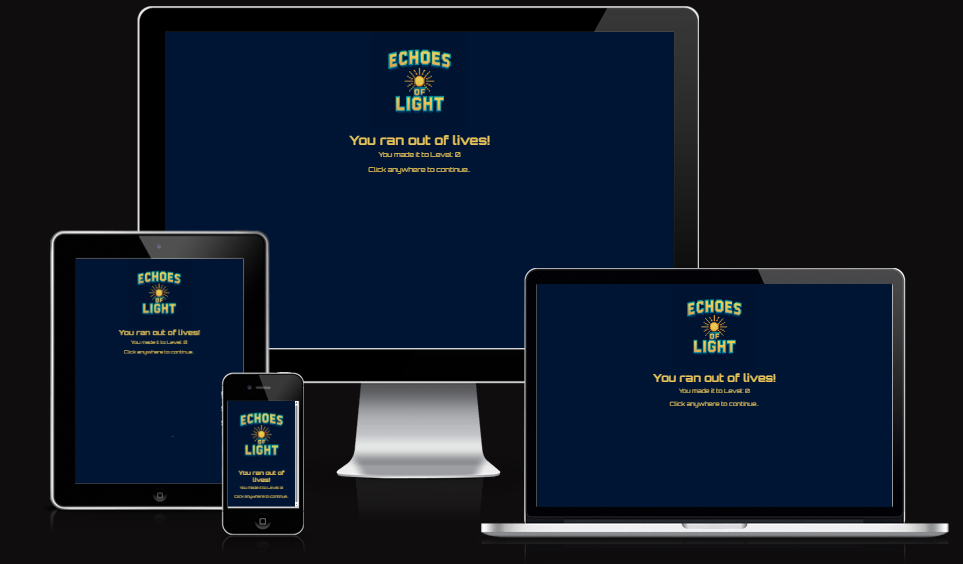 ECHOES
OF
LIGHT
You ran out of lives!
You made it to Level: 0
Click anywhere to continue.
ECHOES
OF
LIGHT
You ran out of lives!
You made it to Level: 0
Click anywhere to continue.
ECHOES
OF
LIGHT
You ran out of
lives!
You made it to Level: 0
Click anywhere to continue.
ECHOES
OF
LIGHT
You ran out of lives!
You made it to Level: 0
Click anywhere to continue.